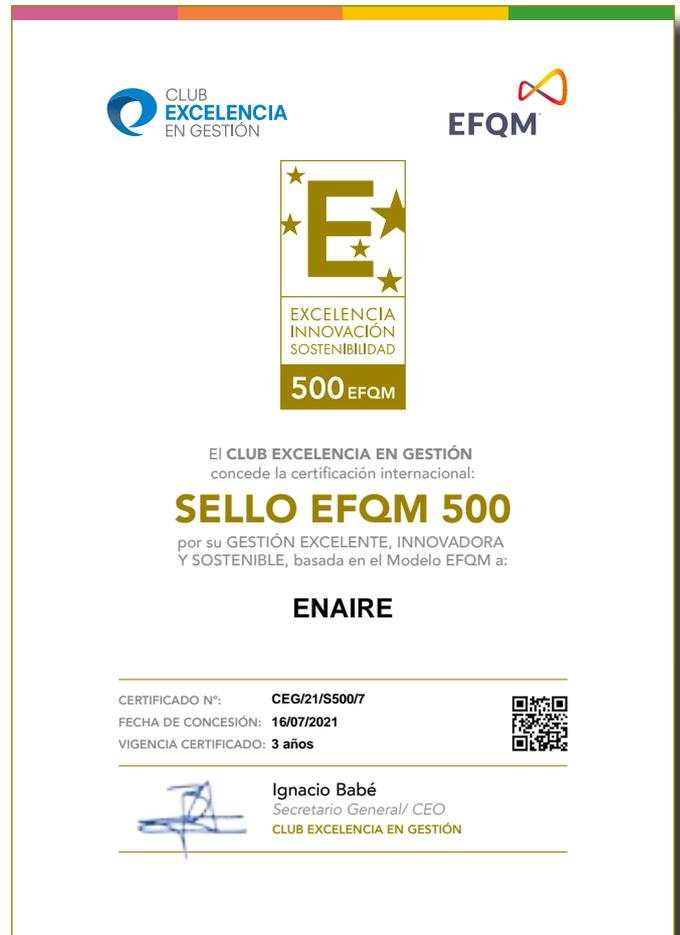 CLUB
EXCELENCIA
EN GESTIÓN
EFQM
E
EXCELENCIA
INNOVACIÓN
SOSTENIBILIDAD
500 EFQM
El CLUB EXCELENCIA EN GESTIÓN
concede la certificación internacional:
SELLO EFQM 500
por su GESTIÓN EXCELENTE, INNOVADORA
Y SOSTENIBLE, basada en el Modelo EFQM a:
ENAIRE
CERTIFICADO Nº: CEG/21/S500/7
FECHA DE CONCESIÓN: 16/07/2021
VIGENCIA CERTIFICADO: 3 años
Ignacio Babé
Secretario General/ CEO
CLUB EXCELENCIA EN GESTIÓN